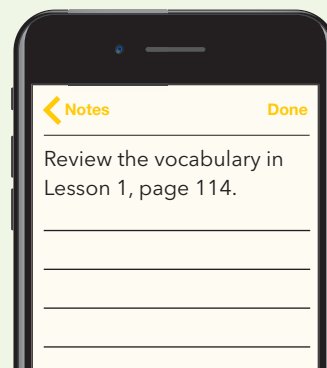 Notes Done
Review the vocabulary in
Lesson 1, page 114.